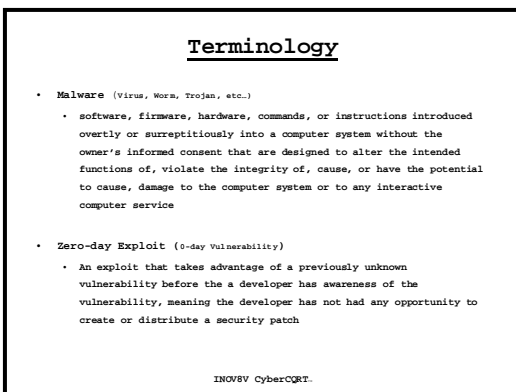 Terminology
• Malware (Virus, Worm, Trojan, etc…)
• software, firmware, hardware, commands, or instructions introduced
overtly or surreptitiously into a computer system without the
owner's informed consent that are designed to alter the intended
functions of, violate the integrity of, cause, or have the potential
to cause, damage to the computer system or to any interactive
computer service
• Zero-day Exploit (0-day Vulnerability)
• An exploit that takes advantage of a previously unknown
vulnerability before the a developer has awareness of the
vulnerability, meaning the developer has not had any opportunity to
create or distribute a security patch
INOV8V CyberCQRT